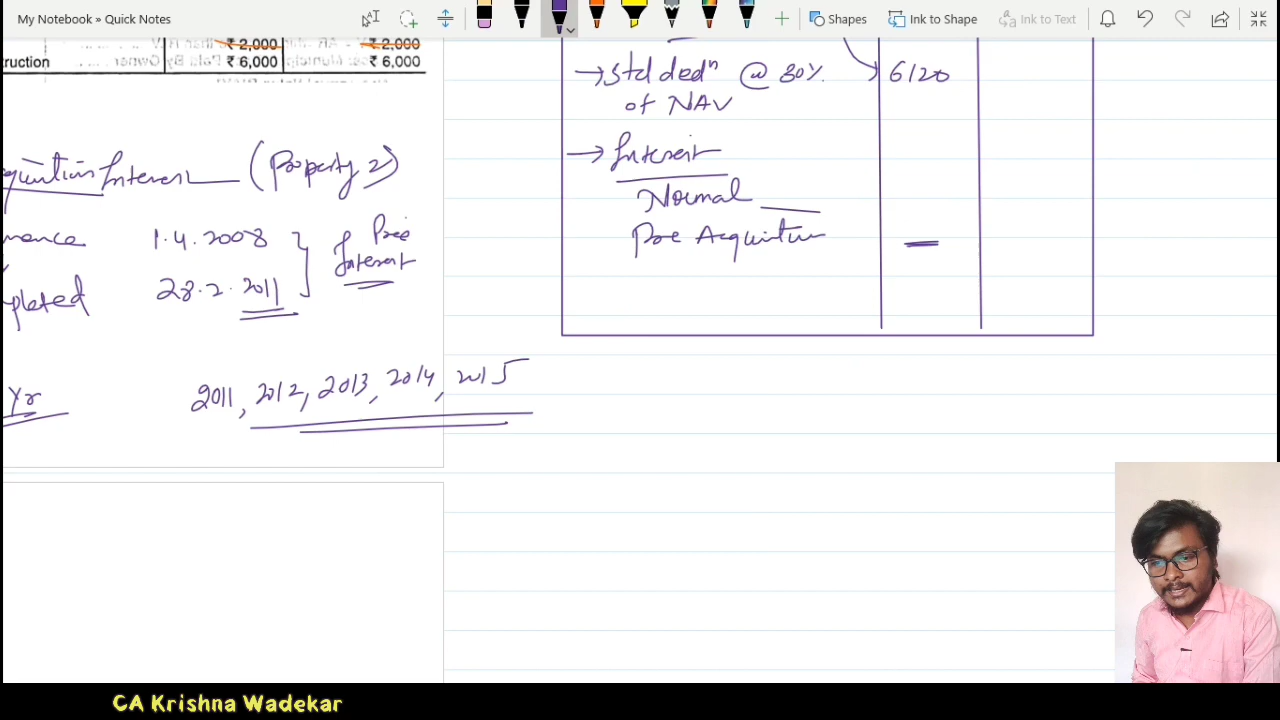 My Notebook » Quick Notes
Shapes
Ink to Shape
Ink to Text
₹ 2,000
₹ 2,000
ruction
₹ 6,000
₹ 6,000
quisition Interest (Property 2)
mence 1.4.2008
pleted 28.2.2011
Pre
Interest
Yr 2011, 2012, 2013, 2014, 2015
→ Std dedn @ 30% 6120
of NAV
→ Interest
Normal
Pre Acquisition
CA Krishna Wadekar